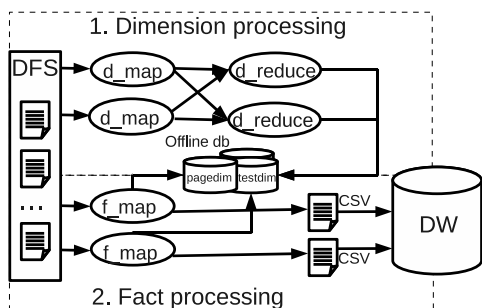 1. Dimension processing
DFS
d_map
d_reduce
d_map
d_reduce
Offline db
pagedim
testdim
...
f_map
CSV
DW
f_map
CSV
2. Fact processing